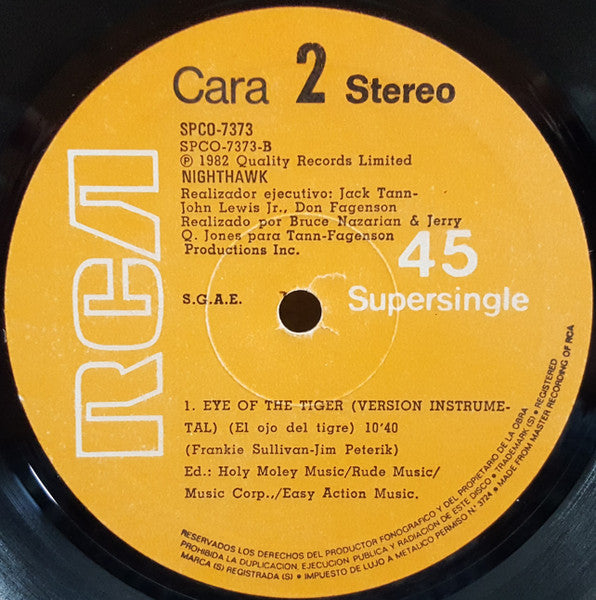 Cara 2 Stereo
SPCO-7373
SPCO-7373-B
℗ 1982 Quality Records Limited
NIGHTHAWK
Realizador ejecutivo: Jack Tann-
John Lewis Jr., Don Fagenson
Realizado por Bruce Nazarian & Jerry
Q. Jones para Tann-Fagenson
Productions Inc.
45
Supersingle
S.G.A.E.
RCA
1. EYE OF THE TIGER (VERSION INSTRUME-
TAL) (El ojo del tigre) 10'40
(Frankie Sullivan-Jim Peterik)
Ed.: Holy Moley Music/Rude Music/
Music Corp.,/Easy Action Music.
RESERVADOS LOS DERECHOS DEL PRODUCTOR FONOGRAFICO Y DEL PROPIETARIO DE LA OBRA
PROHIBIDA LA DUPLICACION, EJECUCION PUBLICA Y RADIACION DE ESTE DISCO • TRADEMARK (S) • REGISTERED
MARCA (S) REGISTRADA (S) • IMPUESTO DE LUJO A METALICO PERMISO N.° 3724 • MADE FROM MASTER RECORDING OF RCA